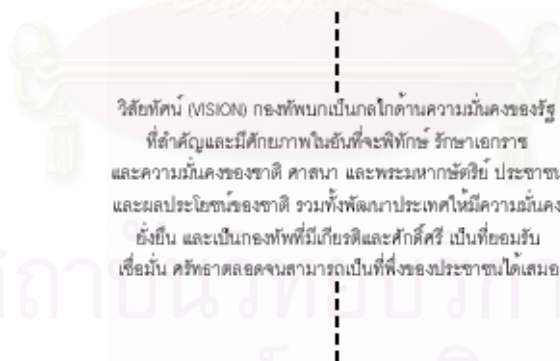 วิสัยทัศน์ (VISION) กองทัพบกเป็นกลไกด้านความมั่นคงของรัฐ
ที่สำคัญและมีศักยภาพในอันที่จะพิทักษ์ รักษาเอกราช
และความมั่นคงของชาติ ศาสนา และพระมหากษัตริย์ ประชาชน
และผลประโยชน์ของชาติ รวมทั้งพัฒนาประเทศให้มีความมั่นคง
ยั่งยืน และเป็นกองทัพที่มีเกียรติและศักดิ์ศรี เป็นที่ยอมรับ
เชื่อมั่น ศรัทธาตลอดจนสามารถเป็นที่พึ่งของประชาชนได้เสมอ